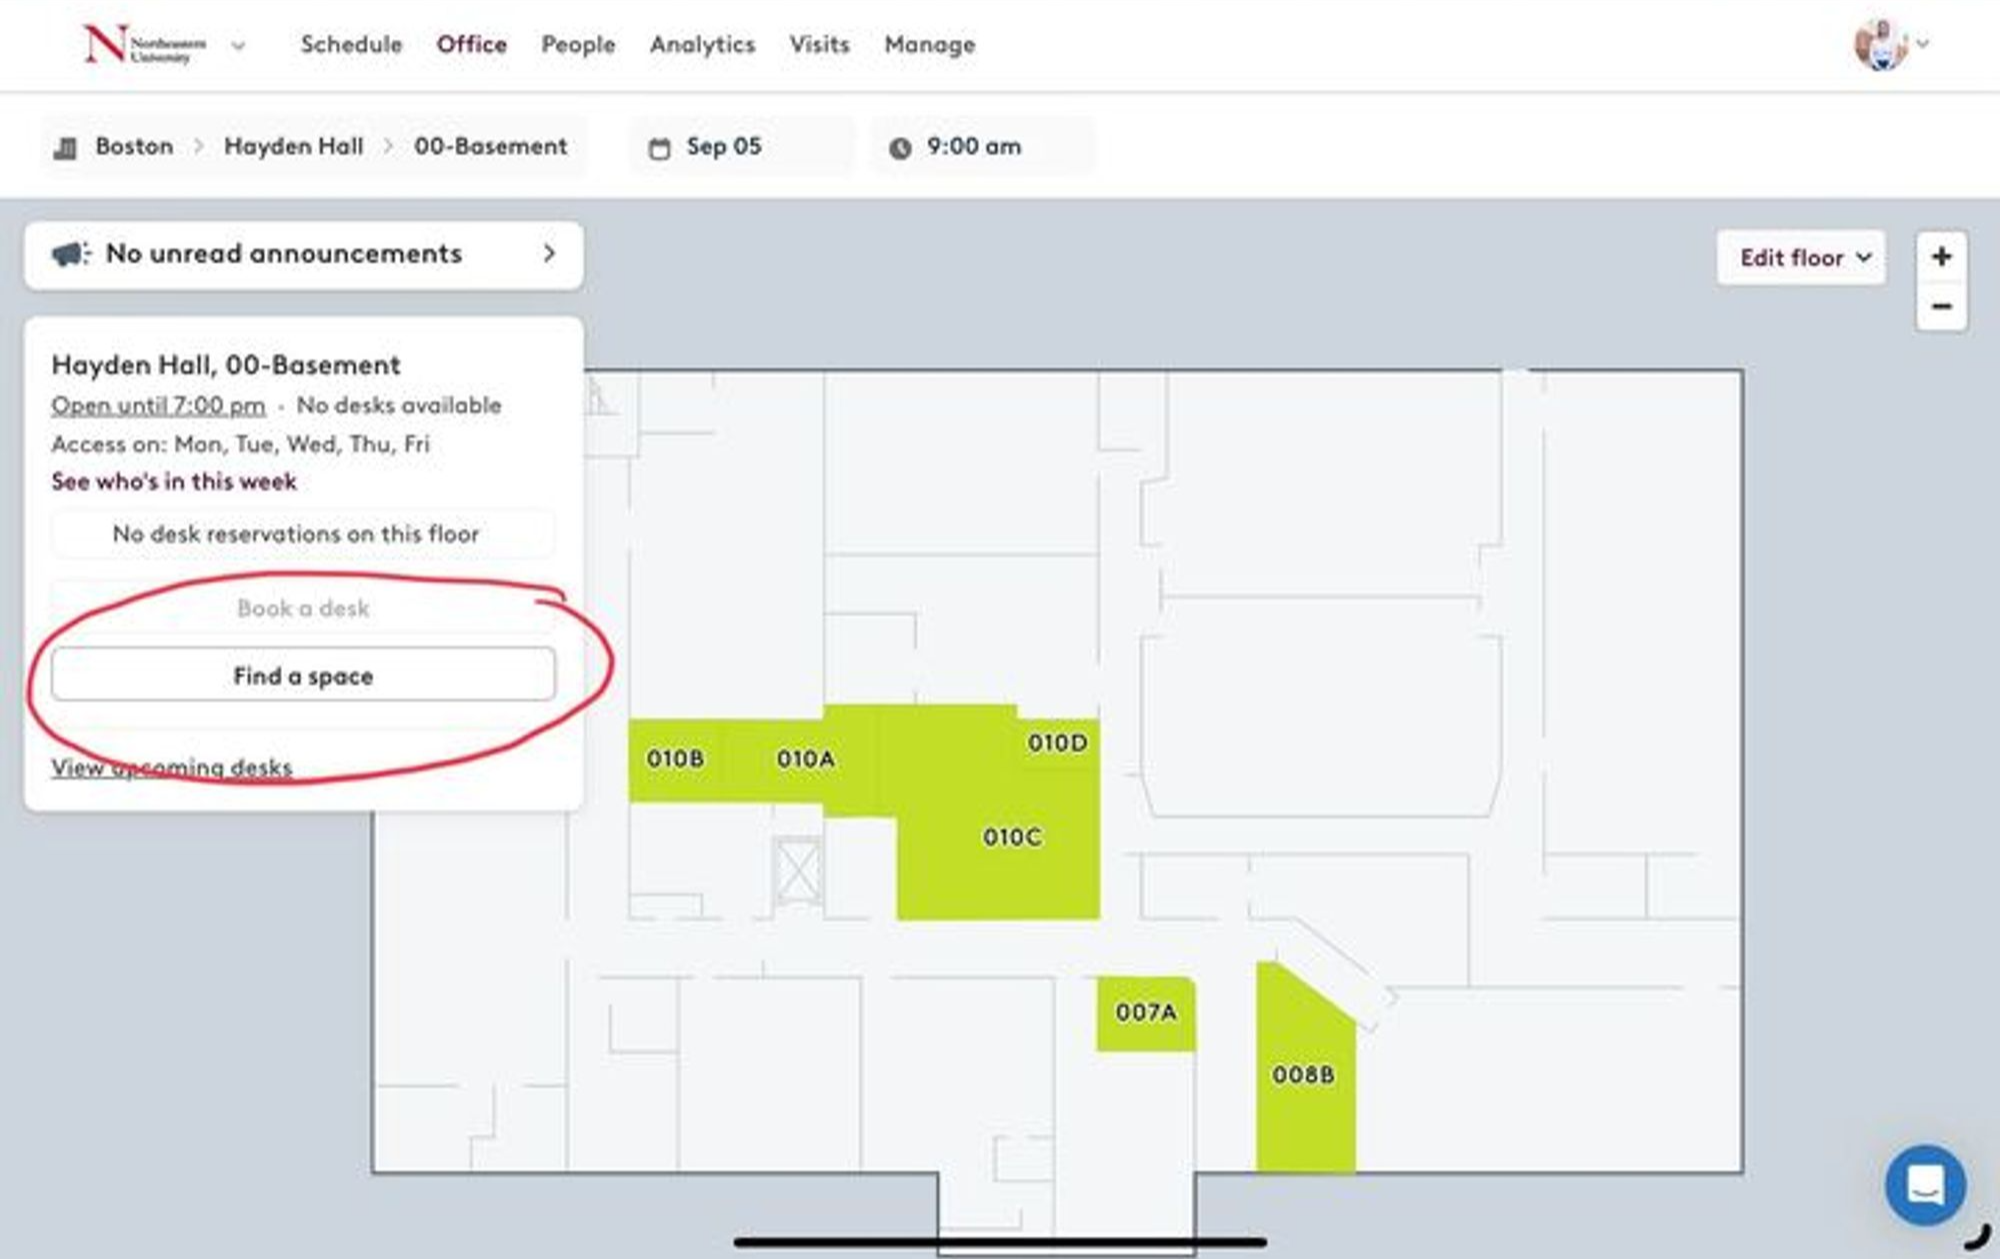 Northeastern
University
Schedule Office People Analytics Visits Manage
Boston > Hayden Hall > 00-Basement Sep 05 9:00 am
No unread announcements
Edit floor
Hayden Hall, 00-Basement
Open until 7:00 pm · No desks available
Access on: Mon, Tue, Wed, Thu, Fri
See who's in this week
No desk reservations on this floor
Book a desk
Find a space
View upcoming desks
010B
010A
010D
010C
007A
008B